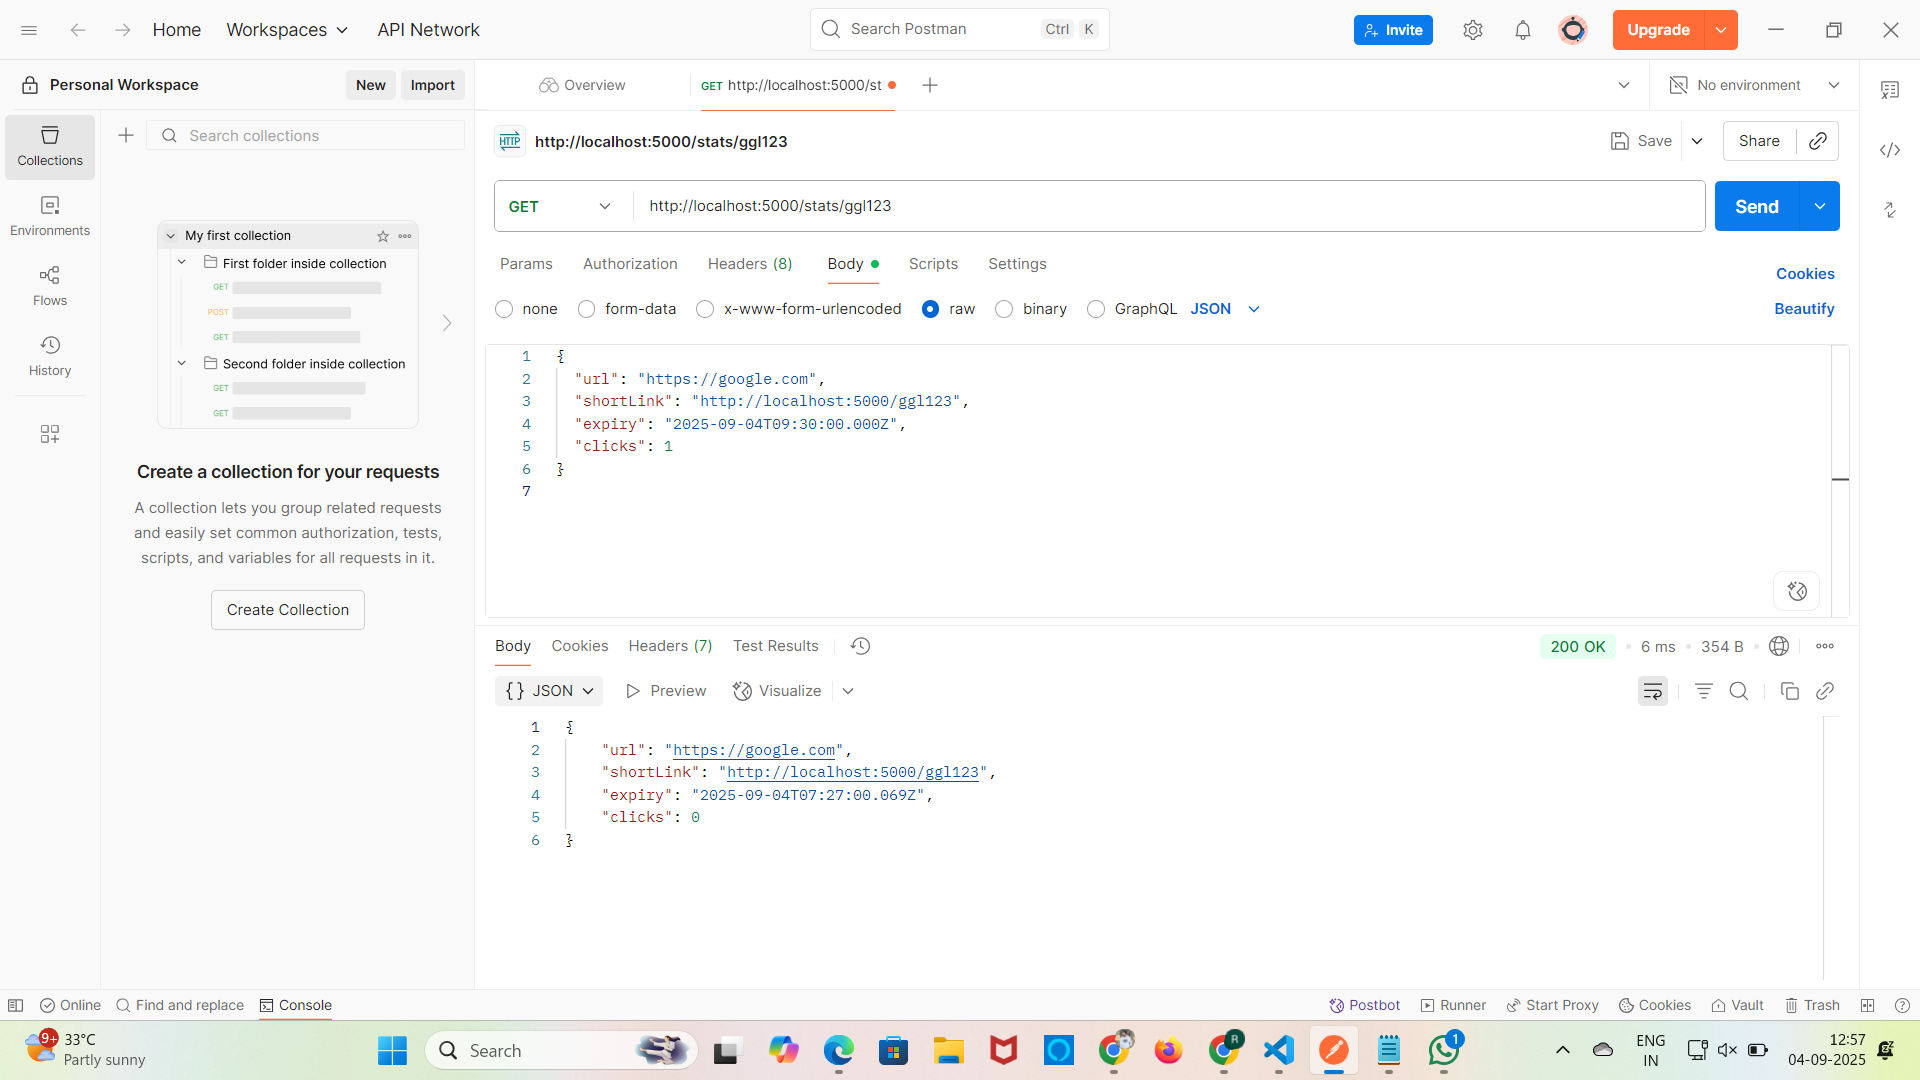 Home Workspaces API Network Search Postman Ctrl K Invite Upgrade
Personal Workspace New Import Overview GET http://localhost:5000/st No environment
Search collections
Collections
Environments
Flows
History
My first collection
First folder inside collection
GET
POST
GET
Second folder inside collection
GET
GET
Create a collection for your requests
A collection lets you group related requests
and easily set common authorization, tests,
scripts, and variables for all requests in it.
Create Collection
HTTP http://localhost:5000/stats/ggl123 Save Share
GET http://localhost:5000/stats/ggl123 Send
Params Authorization Headers (8) Body Scripts Settings Cookies
none form-data x-www-form-urlencoded raw binary GraphQL JSON Beautify
1 {
2 "url": "https://google.com",
3 "shortLink": "http://localhost:5000/ggl123",
4 "expiry": "2025-09-04T09:30:00.000Z",
5 "clicks": 1
6 }
7
Body Cookies Headers (7) Test Results 200 OK • 6 ms • 354 B
{} JSON Preview Visualize
1 {
2 "url": "https://google.com",
3 "shortLink": "http://localhost:5000/ggl123",
4 "expiry": "2025-09-04T07:27:00.069Z",
5 "clicks": 0
6 }
Online Find and replace Console Postbot Runner Start Proxy Cookies Vault Trash
9+ 33°C
Partly sunny
Search
R
1
ENG
IN
12:57
04-09-2025